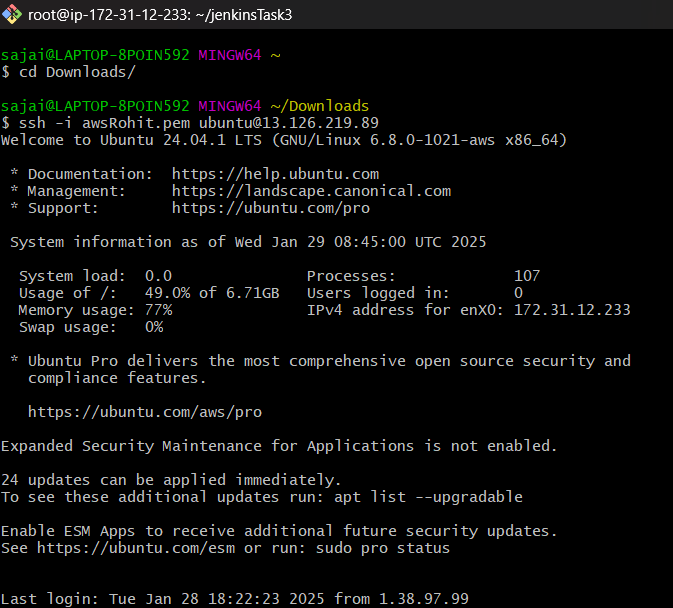 root@ip-172-31-12-233: ~/jenkinsTask3
sajai@LAPTOP-8POIN592 MINGW64 ~
$ cd Downloads/
sajai@LAPTOP-8POIN592 MINGW64 ~/Downloads
$ ssh -i awsRohit.pem ubuntu@13.126.219.89
Welcome to Ubuntu 24.04.1 LTS (GNU/Linux 6.8.0-1021-aws x86_64)
* Documentation:  https://help.ubuntu.com
* Management:     https://landscape.canonical.com
* Support:        https://ubuntu.com/pro
System information as of Wed Jan 29 08:45:00 UTC 2025
System load:  0.0               Processes:             107
Usage of /:   49.0% of 6.71GB   Users logged in:       0
Memory usage: 77%               IPv4 address for enX0: 172.31.12.233
Swap usage:   0%
* Ubuntu Pro delivers the most comprehensive open source security and
compliance features.
https://ubuntu.com/aws/pro
Expanded Security Maintenance for Applications is not enabled.
24 updates can be applied immediately.
To see these additional updates run: apt list --upgradable
Enable ESM Apps to receive additional future security updates.
See https://ubuntu.com/esm or run: sudo pro status
Last login: Tue Jan 28 18:22:23 2025 from 1.38.97.99